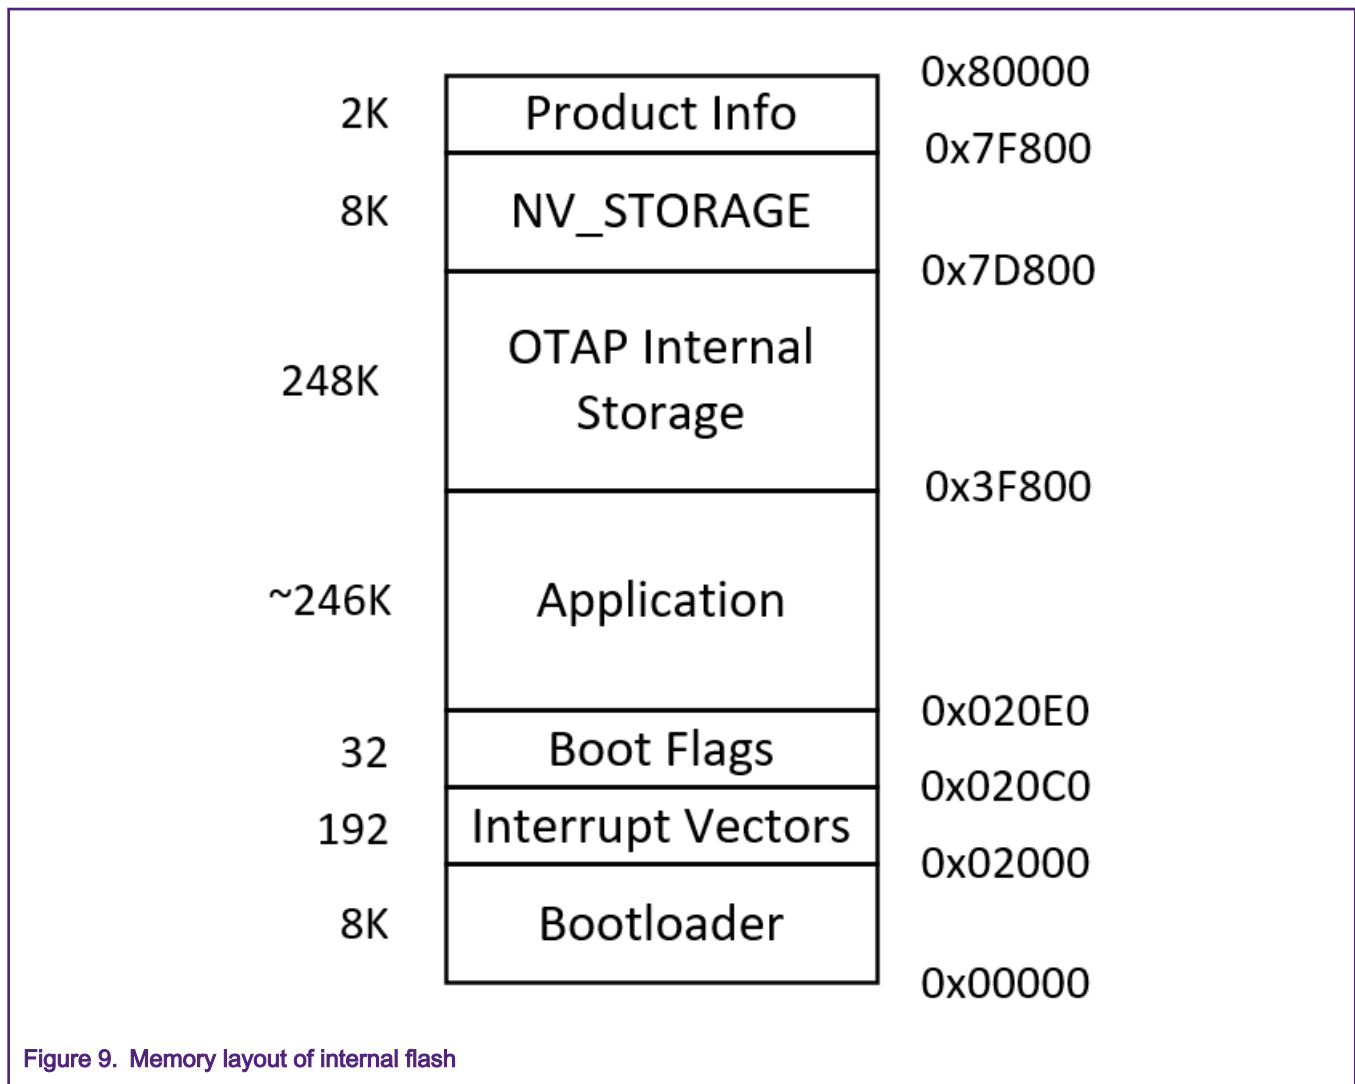 0x80000
2K
Product Info
0x7F800
8K
NV_STORAGE
0x7D800
OTAP Internal
Storage
248K
0x3F800
~246K
Application
0x020E0
32
Boot Flags
0x020C0
192
Interrupt Vectors
0x02000
8K
Bootloader
0x00000
Figure 9. Memory layout of internal flash